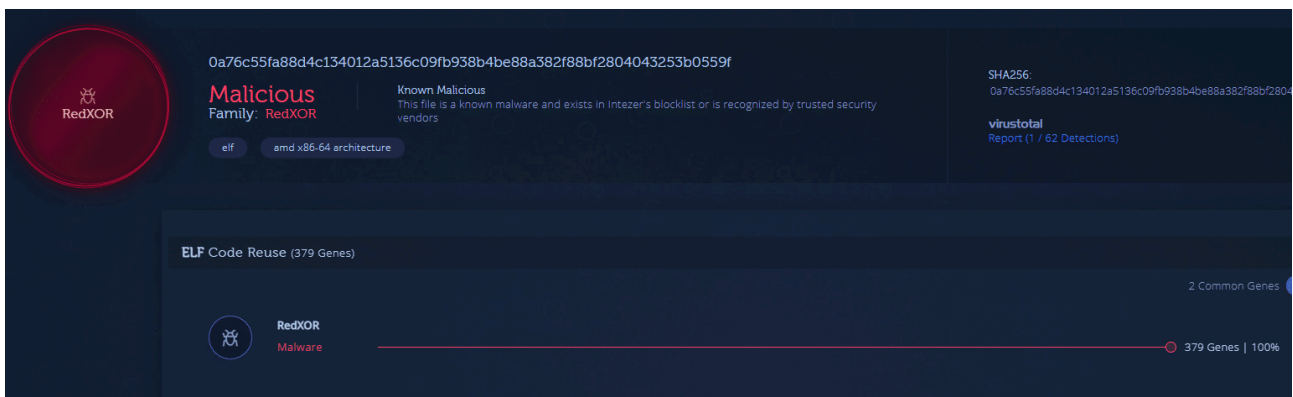 RedXOR
0a76c55fa88d4c134012a5136c09fb938b4be88a382f88bf2804043253b0559f
Malicious
Family: RedXOR
Known Malicious
This file is a known malware and exists in Intezer's blocklist or is recognized by trusted security
vendors
elf
amd x86-64 architecture
SHA256:
0a76c55fa88d4c134012a5136c09fb938b4be88a382f88bf2804
virustotal
Report (1 / 62 Detections)
ELF Code Reuse (379 Genes)
2 Common Genes
RedXOR
Malware
379 Genes | 100%